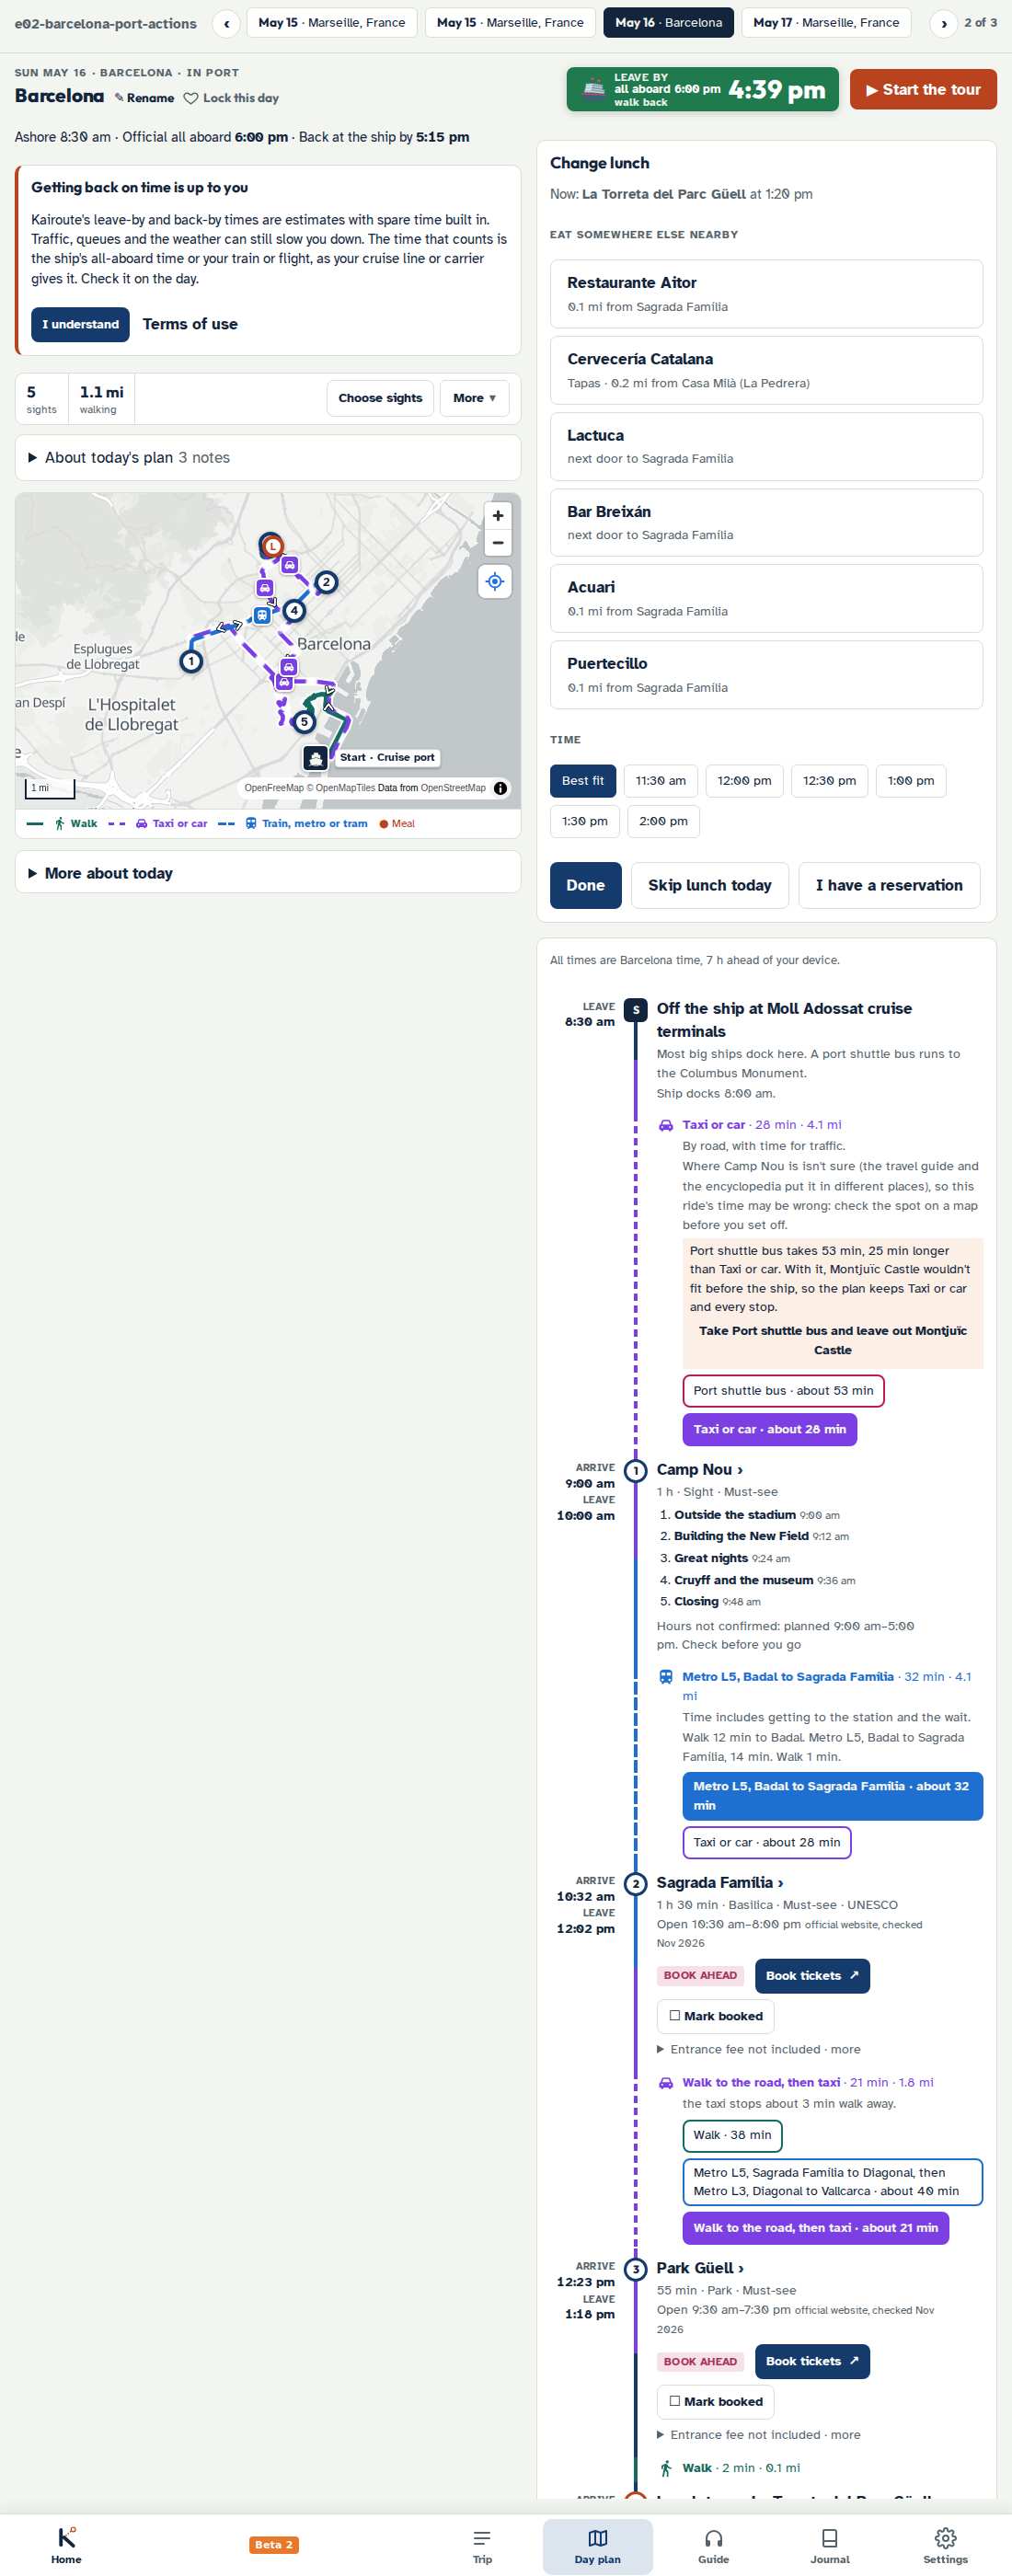 e02-barcelona-port-actions
‹
May 15 · Marseille, France
May 15 · Marseille, France
May 16 · Barcelona
May 17 · Marseille, France
›
2 of 3
SUN MAY 16 · BARCELONA · IN PORT
Barcelona
✎ Rename
Lock this day
LEAVE BY
all aboard 6:00 pm
walk back
4:39 pm
▶ Start the tour
Ashore 8:30 am · Official all aboard 6:00 pm · Back at the ship by 5:15 pm
Getting back on time is up to you
Kairoute's leave-by and back-by times are estimates with spare time built in.
Traffic, queues and the weather can still slow you down. The time that counts is
the ship's all-aboard time or your train or flight, as your cruise line or carrier
gives it. Check it on the day.
I understand
Terms of use
5
sights
1.1 mi
walking
Choose sights
More ▼
▶ About today's plan 3 notes
+
−
L
2
4
1
5
Barcelona
le
Esplugues
de Llobregat
an Despí
L'Hospitalet
de Llobregat
e
Start · Cruise port
1 mi
OpenFreeMap © OpenMapTiles Data from OpenStreetMap
Walk
Taxi or car
Train, metro or tram
Meal
▶ More about today
Change lunch
Now: La Torreta del Parc Güell at 1:20 pm
EAT SOMEWHERE ELSE NEARBY
Restaurante Aitor
0.1 mi from Sagrada Família
Cervecería Catalana
Tapas · 0.2 mi from Casa Milà (La Pedrera)
Lactuca
next door to Sagrada Família
Bar Breixán
next door to Sagrada Família
Acuari
0.1 mi from Sagrada Família
Puertecillo
0.1 mi from Sagrada Família
TIME
Best fit
11:30 am
12:00 pm
12:30 pm
1:00 pm
1:30 pm
2:00 pm
Done
Skip lunch today
I have a reservation
All times are Barcelona time, 7 h ahead of your device.
LEAVE
8:30 am
S
Off the ship at Moll Adossat cruise
terminals
Most big ships dock here. A port shuttle bus runs to
the Columbus Monument.
Ship docks 8:00 am.
Taxi or car · 28 min · 4.1 mi
By road, with time for traffic.
Where Camp Nou is isn't sure (the travel guide and
the encyclopedia put it in different places), so this
ride's time may be wrong: check the spot on a map
before you set off.
Port shuttle bus takes 53 min, 25 min longer
than Taxi or car. With it, Montjuïc Castle wouldn't
fit before the ship, so the plan keeps Taxi or car
and every stop.
Take Port shuttle bus and leave out Montjuïc
Castle
Port shuttle bus · about 53 min
Taxi or car · about 28 min
ARRIVE
9:00 am
LEAVE
10:00 am
1
Camp Nou ›
1 h · Sight · Must-see
1. Outside the stadium 9:00 am
2. Building the New Field 9:12 am
3. Great nights 9:24 am
4. Cruyff and the museum 9:36 am
5. Closing 9:48 am
Hours not confirmed: planned 9:00 am–5:00
pm. Check before you go
Metro L5, Badal to Sagrada Família · 32 min · 4.1
mi
Time includes getting to the station and the wait.
Walk 12 min to Badal. Metro L5, Badal to Sagrada
Família, 14 min. Walk 1 min.
Metro L5, Badal to Sagrada Família · about 32
min
Taxi or car · about 28 min
ARRIVE
10:32 am
LEAVE
12:02 pm
2
Sagrada Família ›
1 h 30 min · Basilica · Must-see · UNESCO
Open 10:30 am–8:00 pm official website, checked
Nov 2026
BOOK AHEAD
Book tickets ↗
☐ Mark booked
▶ Entrance fee not included · more
Walk to the road, then taxi · 21 min · 1.8 mi
the taxi stops about 3 min walk away.
Walk · 38 min
Metro L5, Sagrada Família to Diagonal, then
Metro L3, Diagonal to Vallcarca · about 40 min
Walk to the road, then taxi · about 21 min
ARRIVE
12:23 pm
LEAVE
1:18 pm
3
Park Güell ›
55 min · Park · Must-see
Open 9:30 am–7:30 pm official website, checked Nov
2026
BOOK AHEAD
Book tickets ↗
☐ Mark booked
▶ Entrance fee not included · more
Walk · 2 min · 0.1 mi
Home
Beta 2
Trip
Day plan
Guide
Journal
Settings